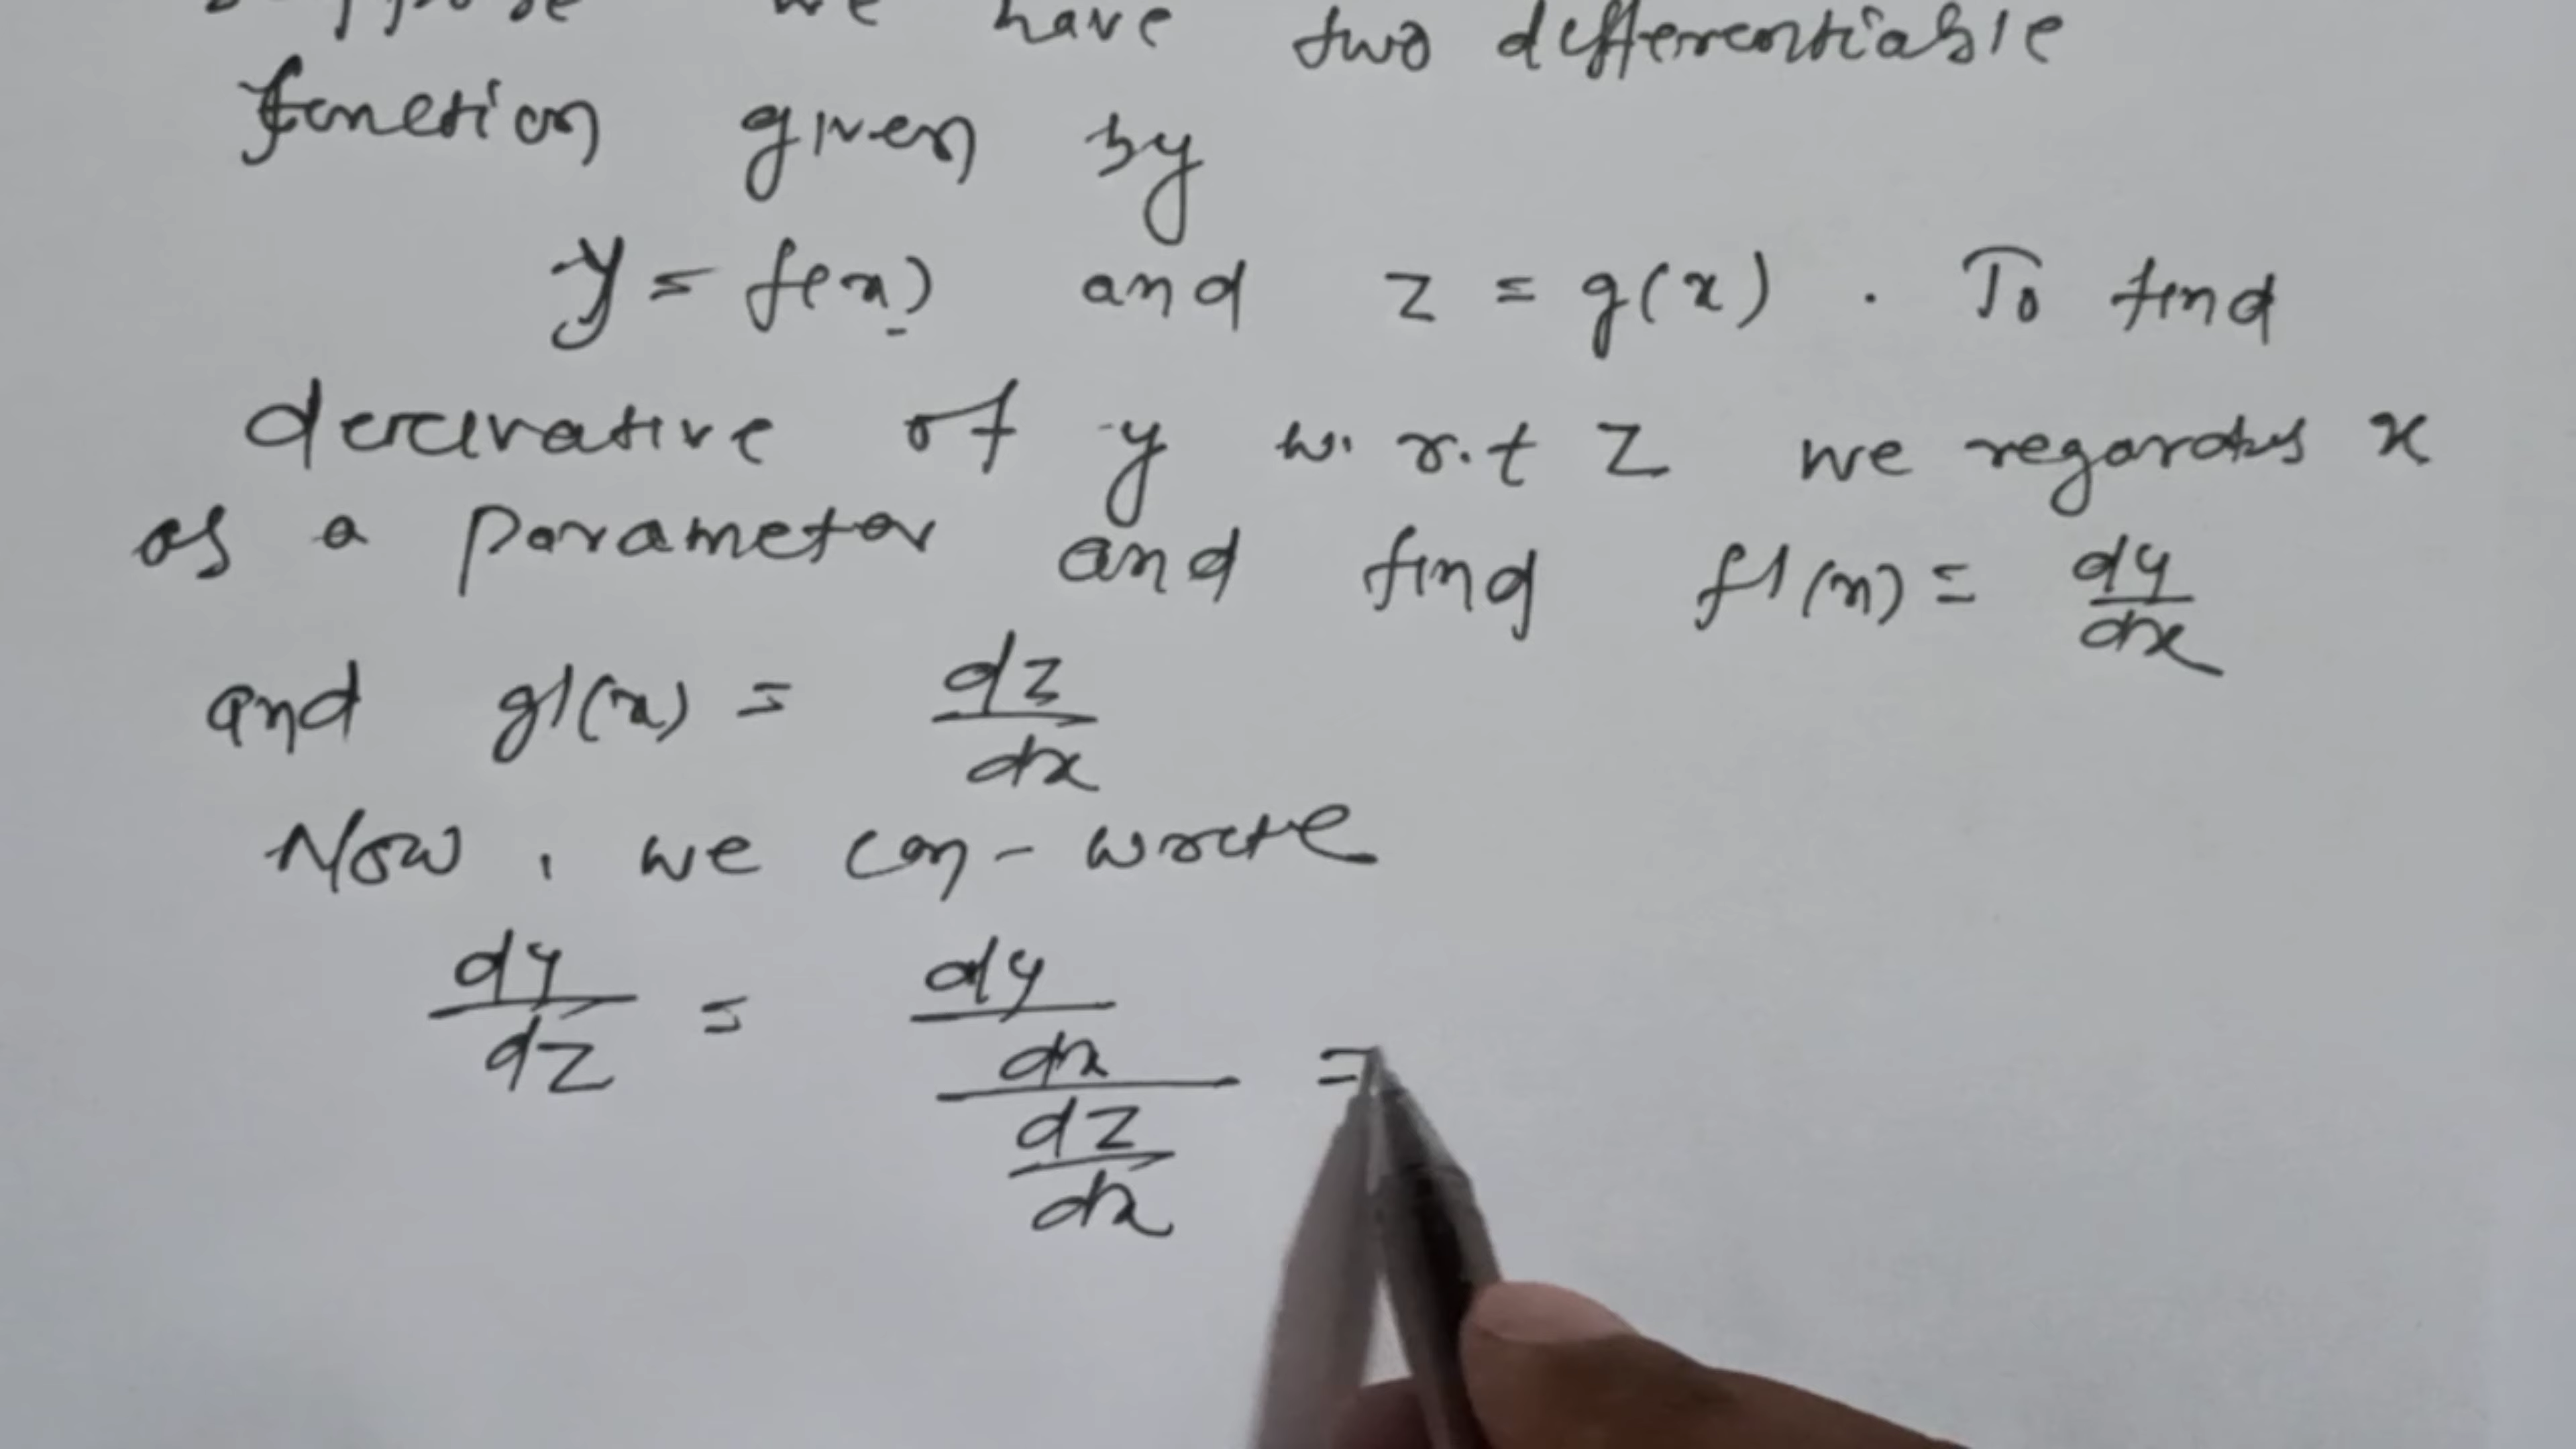 we have two differentiable
function given by
y = f(x) and z = g(x) . To find
derivative of y w.r.t z we regards x
as a parameter and find f'(x) = dy/dx
and g'(x) = dz/dx
Now, we can write
dy/dz = (dy/dx)/(dz/dx) =